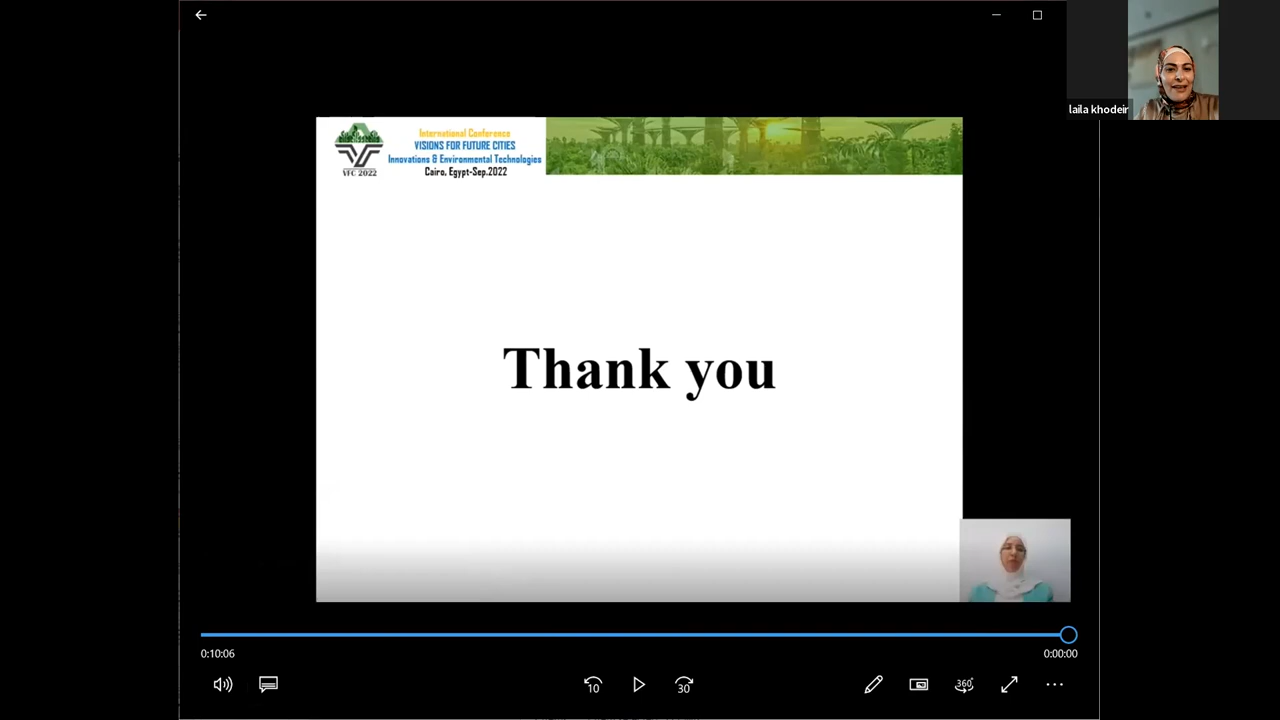 laila khodeir
International Conference
VISIONS FOR FUTURE CITIES
Innovations & Environmental Technologies
Cairo, Egypt-Sep.2022
VFC 2022
Thank you
0:10:06
0:00:00
10
30
360